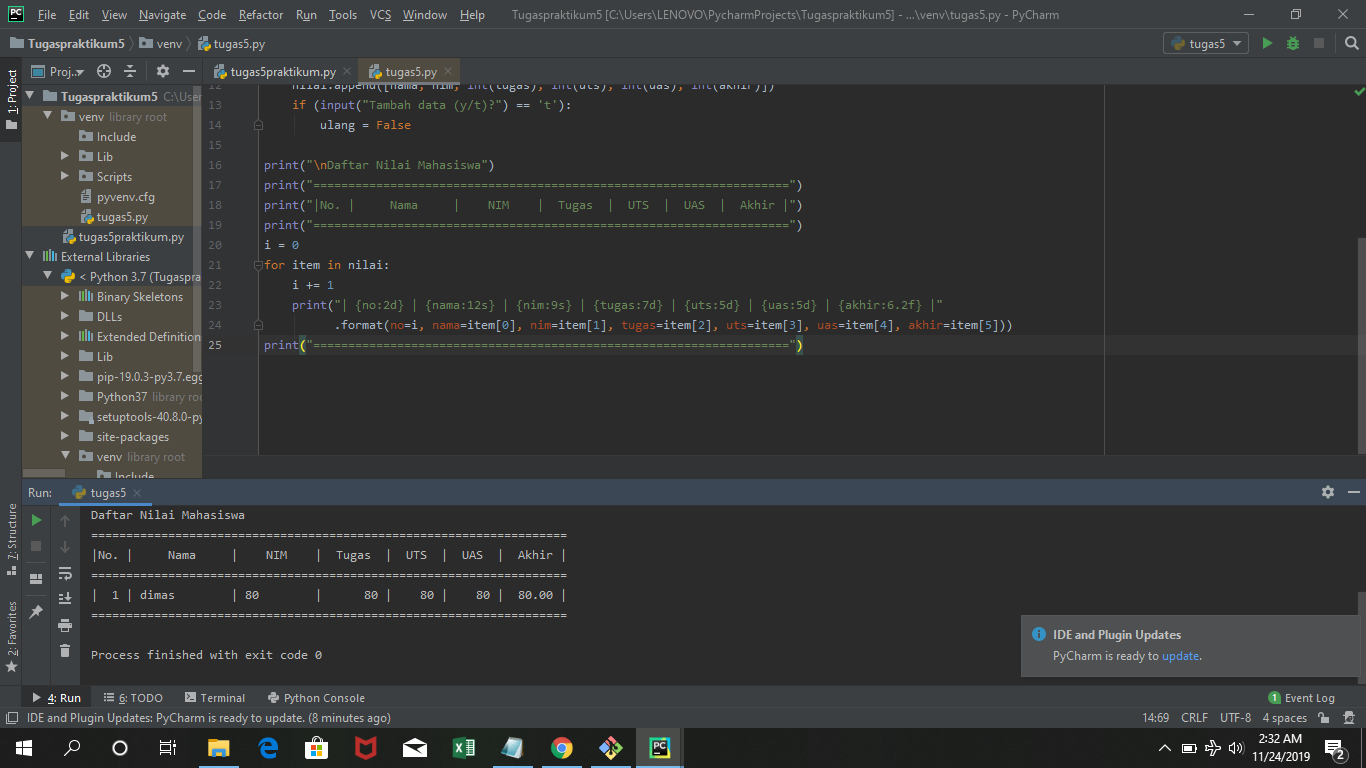 File Edit View Navigate Code Refactor Run Tools VCS Window Help Tugaspraktikum5 [C:\Users\LENOVO\PycharmProjects\Tugaspraktikum5] - ...\venv\tugas5.py - PyCharm
Tugaspraktikum5 venv tugas5.py tugas5
1: Project
Proj.. tugas5praktikum.py tugas5.py
Tugaspraktikum5 C:\User
venv library root
Include
Lib
Scripts
pyvenv.cfg
tugas5.py
tugas5praktikum.py
External Libraries
< Python 3.7 (Tugaspra
Binary Skeletons
DLLs
Extended Definition
Lib
pip-19.0.3-py3.7.egg
Python37 library roo
setuptools-40.8.0-py
site-packages
venv library root
Include
12 nilai.append([nama, nim, int(tugas), int(uts), int(uas), int(akhir)])
13 if (input("Tambah data (y/t)?") == 't'):
14 ulang = False
15
16 print("\nDaftar Nilai Mahasiswa")
17 print("====================================================================")
18 print("|No. |     Nama     |    NIM    |  Tugas  |  UTS  |  UAS  |  Akhir |")
19 print("====================================================================")
20 i = 0
21 for item in nilai:
22 i += 1
23 print("| {no:2d} | {nama:12s} | {nim:9s} | {tugas:7d} | {uts:5d} | {uas:5d} | {akhir:6.2f} |"
24 .format(no=i, nama=item[0], nim=item[1], tugas=item[2], uts=item[3], uas=item[4], akhir=item[5]))
25 print("====================================================================")
Run: tugas5
7: Structure
2: Favorites
Daftar Nilai Mahasiswa
====================================================================
|No. |     Nama     |    NIM    |  Tugas  |  UTS  |  UAS  |  Akhir |
====================================================================
|  1 | dimas        | 80        |      80 |    80 |    80 |  80.00 |
====================================================================
Process finished with exit code 0
IDE and Plugin Updates
PyCharm is ready to update.
4: Run 6: TODO Terminal Python Console 1 Event Log
IDE and Plugin Updates: PyCharm is ready to update. (8 minutes ago) 14:69 CRLF UTF-8 4 spaces
2:32 AM
11/24/2019
2